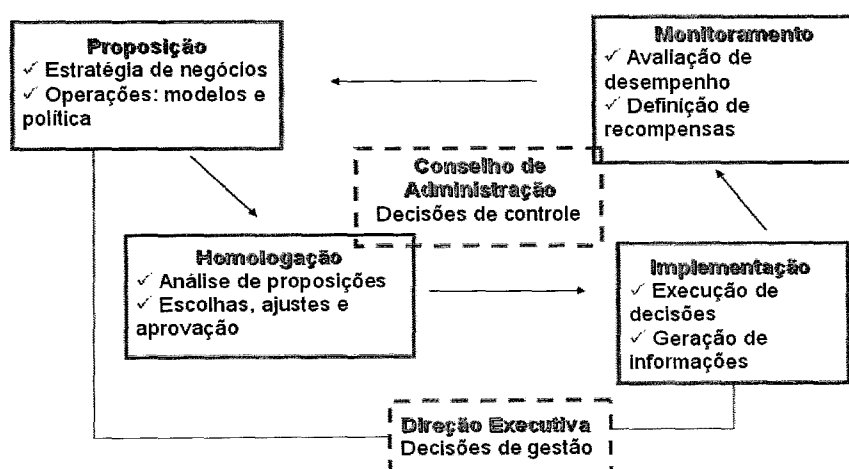 Proposição
✓ Estratégia de negócios
✓ Operações: modelos e
política
Monitoramento
✓ Avaliação de
desempenho
✓ Definição de
recompensas
Conselho de
Administração
Decisões de controle
Homologação
✓ Análise de proposições
✓ Escolhas, ajustes e
aprovação
Implementação
✓ Execução de
decisões
✓ Geração de
informações
Direção Executiva
Decisões de gestão